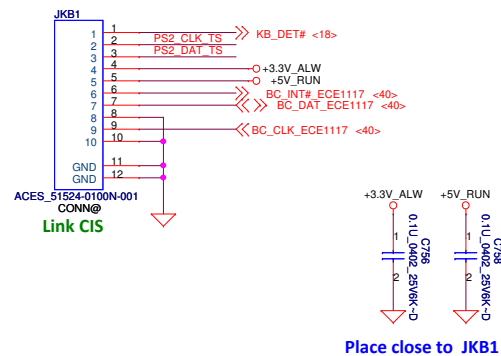 JKB1
1 1 KB_DET# <18>
2 2 PS2_CLK_TS
3 3 PS2_DAT_TS
4 4 +3.3V_ALW
5 5 +5V_RUN
6 6 BC_INT#_ECE1117 <40>
7 7 BC_DAT_ECE1117 <40>
8 8
9 9 BC_CLK_ECE1117 <40>
10 10
GND 11
GND 12
ACES_51524-0100N-001
CONN@
Link CIS
+3.3V_ALW
1
2
C756
0.1U_0402_25V6K~D
+5V_RUN
1
2
C758
0.1U_0402_25V6K~D
Place close to JKB1